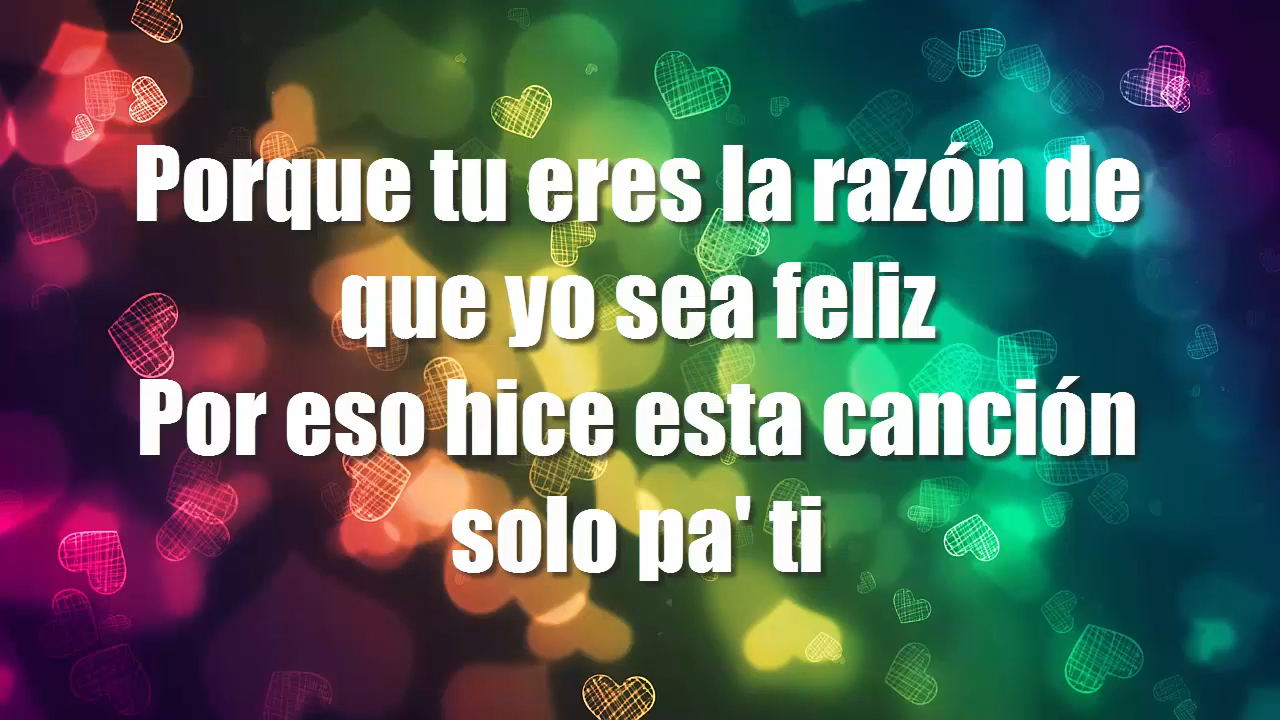 Porque tu eres la razón de
que yo sea feliz
Por eso hice esta canción
solo pa' ti